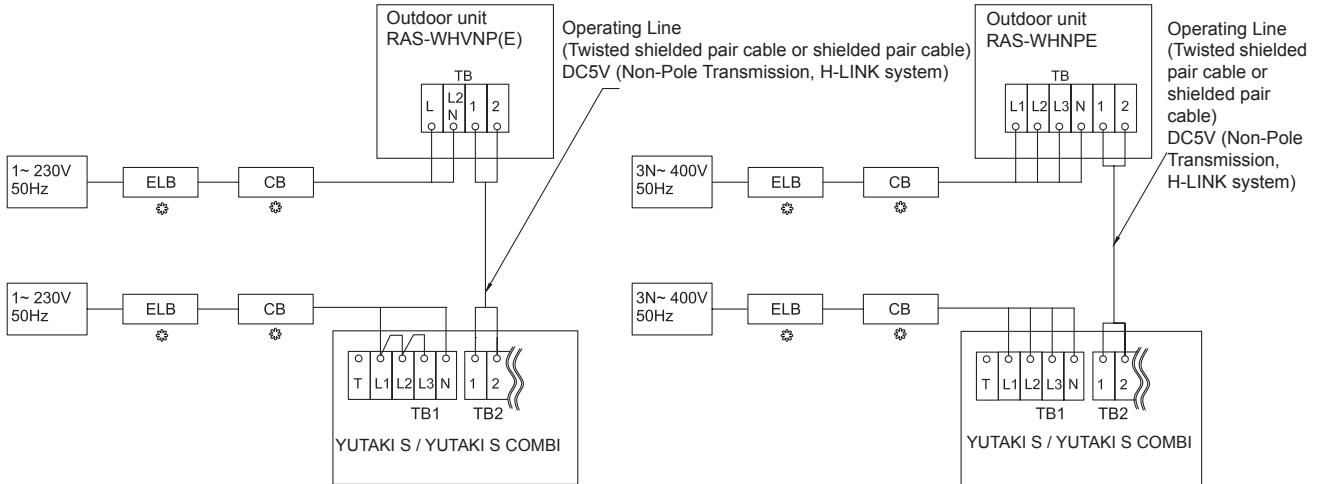 Outdoor unit
RAS-WHVNP(E)
TB
L L2 N 1 2
Operating Line
(Twisted shielded pair cable or shielded pair cable)
DC5V (Non-Pole Transmission, H-LINK system)
1~ 230V
50Hz
ELB
CB
1~ 230V
50Hz
ELB
CB
T L1 L2 L3 N 1 2
TB1 TB2
YUTAKI S / YUTAKI S COMBI
Outdoor unit
RAS-WHNPE
TB
L1 L2 L3 N 1 2
Operating Line
(Twisted shielded
pair cable or
shielded pair
cable)
DC5V (Non-Pole
Transmission,
H-LINK system)
3N~ 400V
50Hz
ELB
CB
3N~ 400V
50Hz
ELB
CB
T L1 L2 L3 N 1 2
TB1 TB2
YUTAKI S / YUTAKI S COMBI